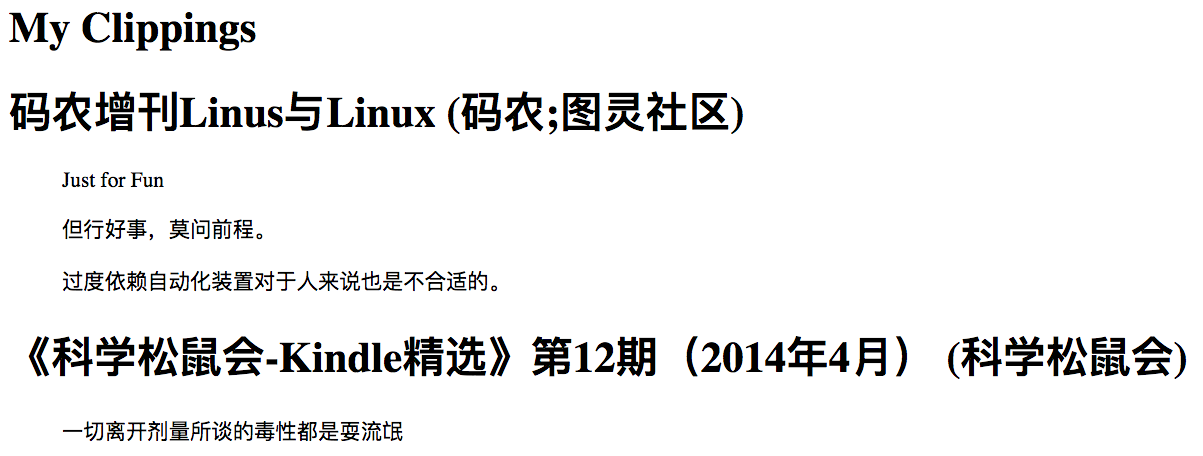 My Clippings
码农增刊Linus与Linux (码农;图灵社区)
Just for Fun
但行好事，莫问前程。
过度依赖自动化装置对于人来说也是不合适的。
《科学松鼠会-Kindle精选》第12期（2014年4月） (科学松鼠会)
一切离开剂量所谈的毒性都是耍流氓